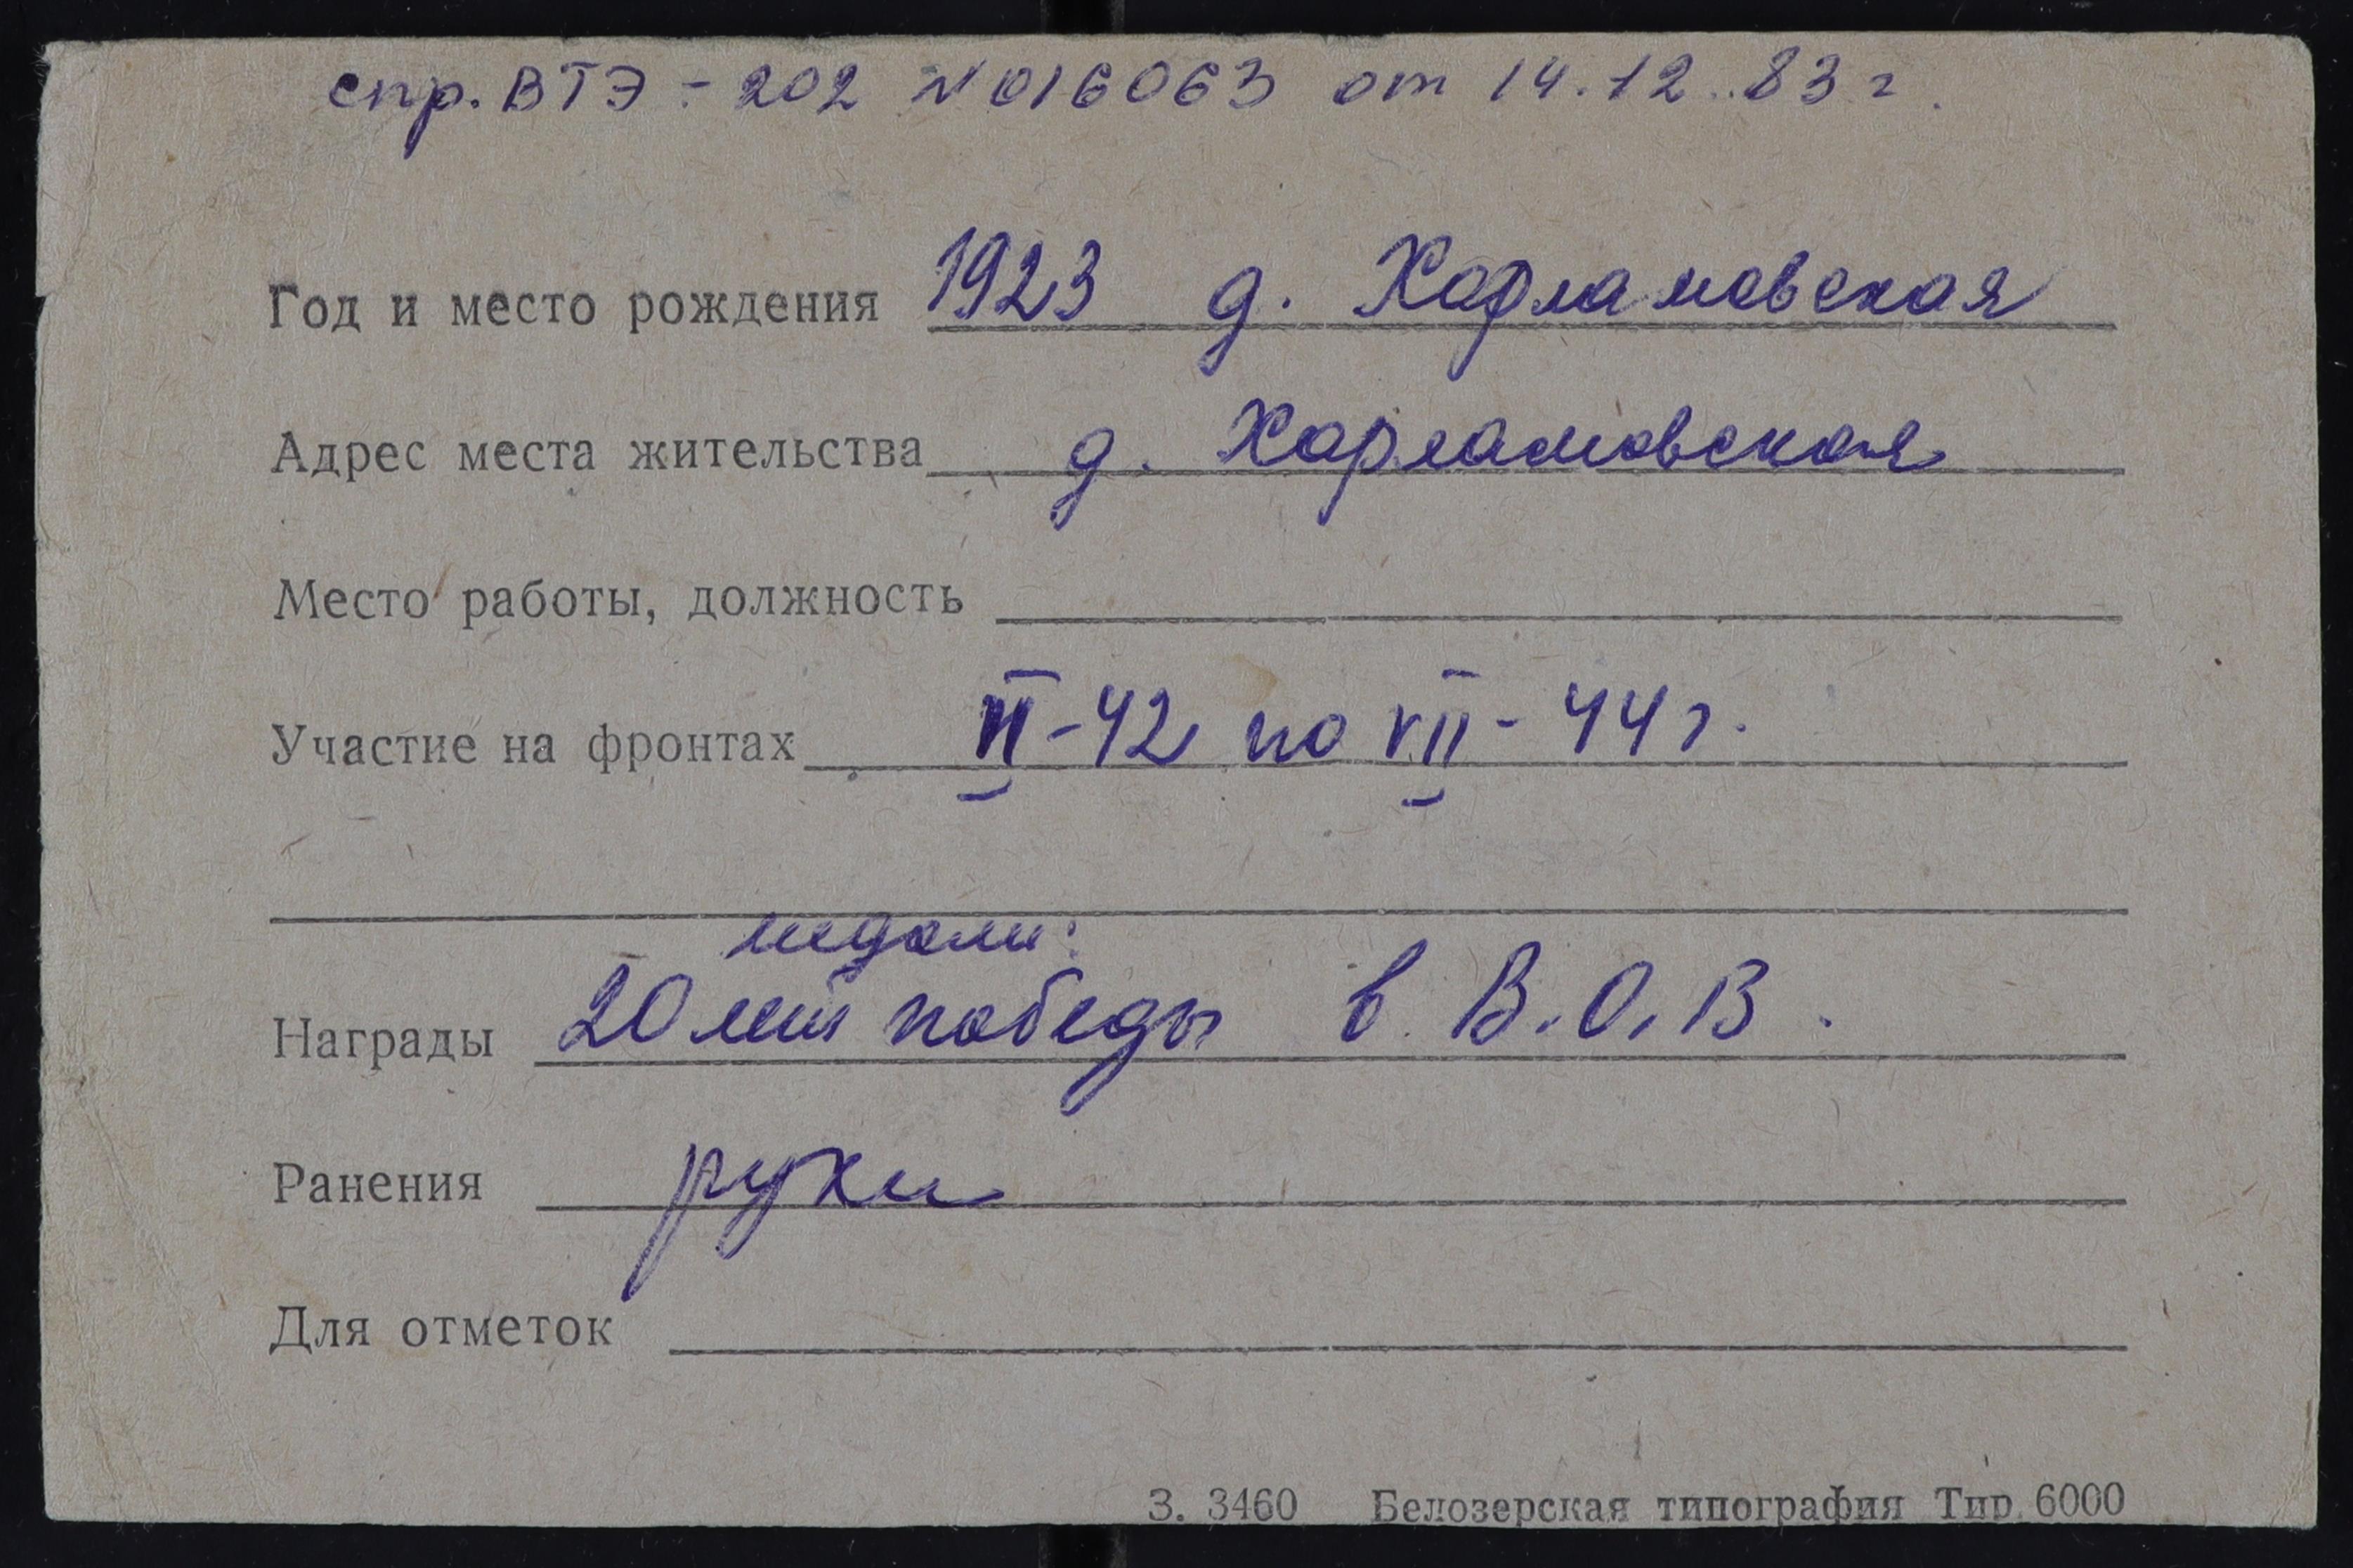 спр. ВТЭ-202 N 016063 от 14.12.83 г.
Год и место рождения 1923 д. Харламовская
Адрес места жительства д. Харламовская
Место работы, должность
Участие на фронтах VI-42 по VII-44 г.
медали:
Награды 20 лет победы в В.О.В.
Ранения руки
Для отметок
З. 3460 Белозерская типография Тир. 6000